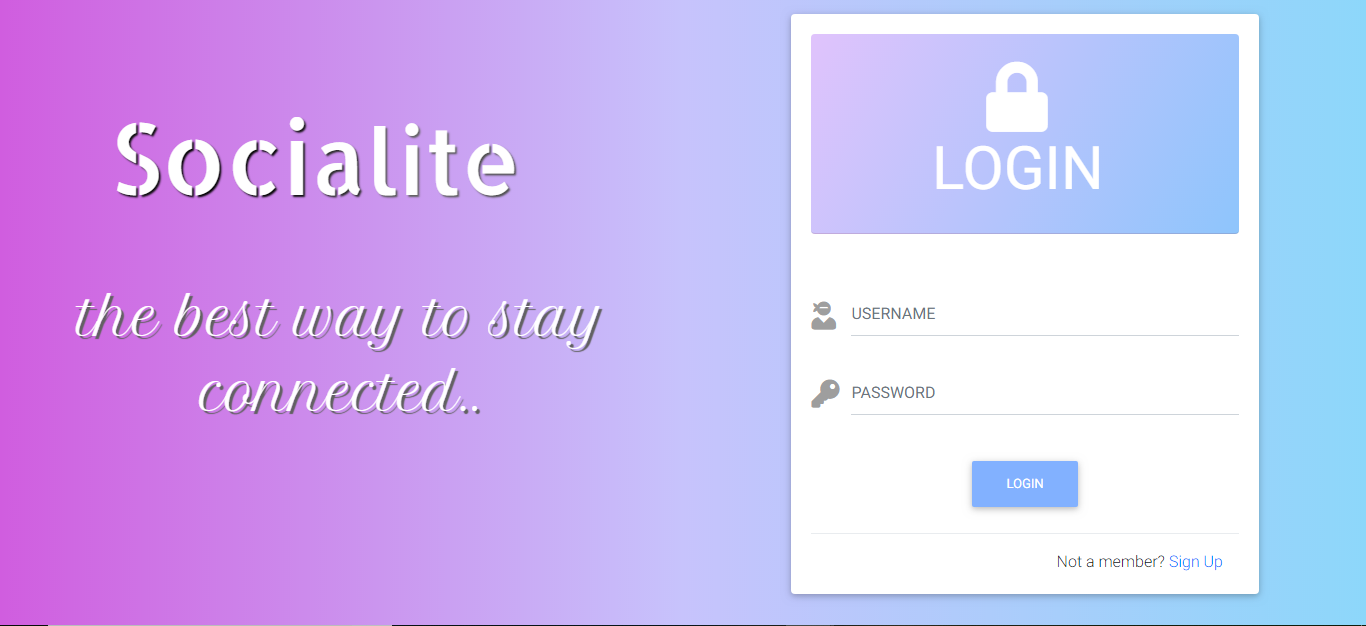 Socialite
the best way to stay
connected..
LOGIN
USERNAME
PASSWORD
LOGIN
Not a member? Sign Up